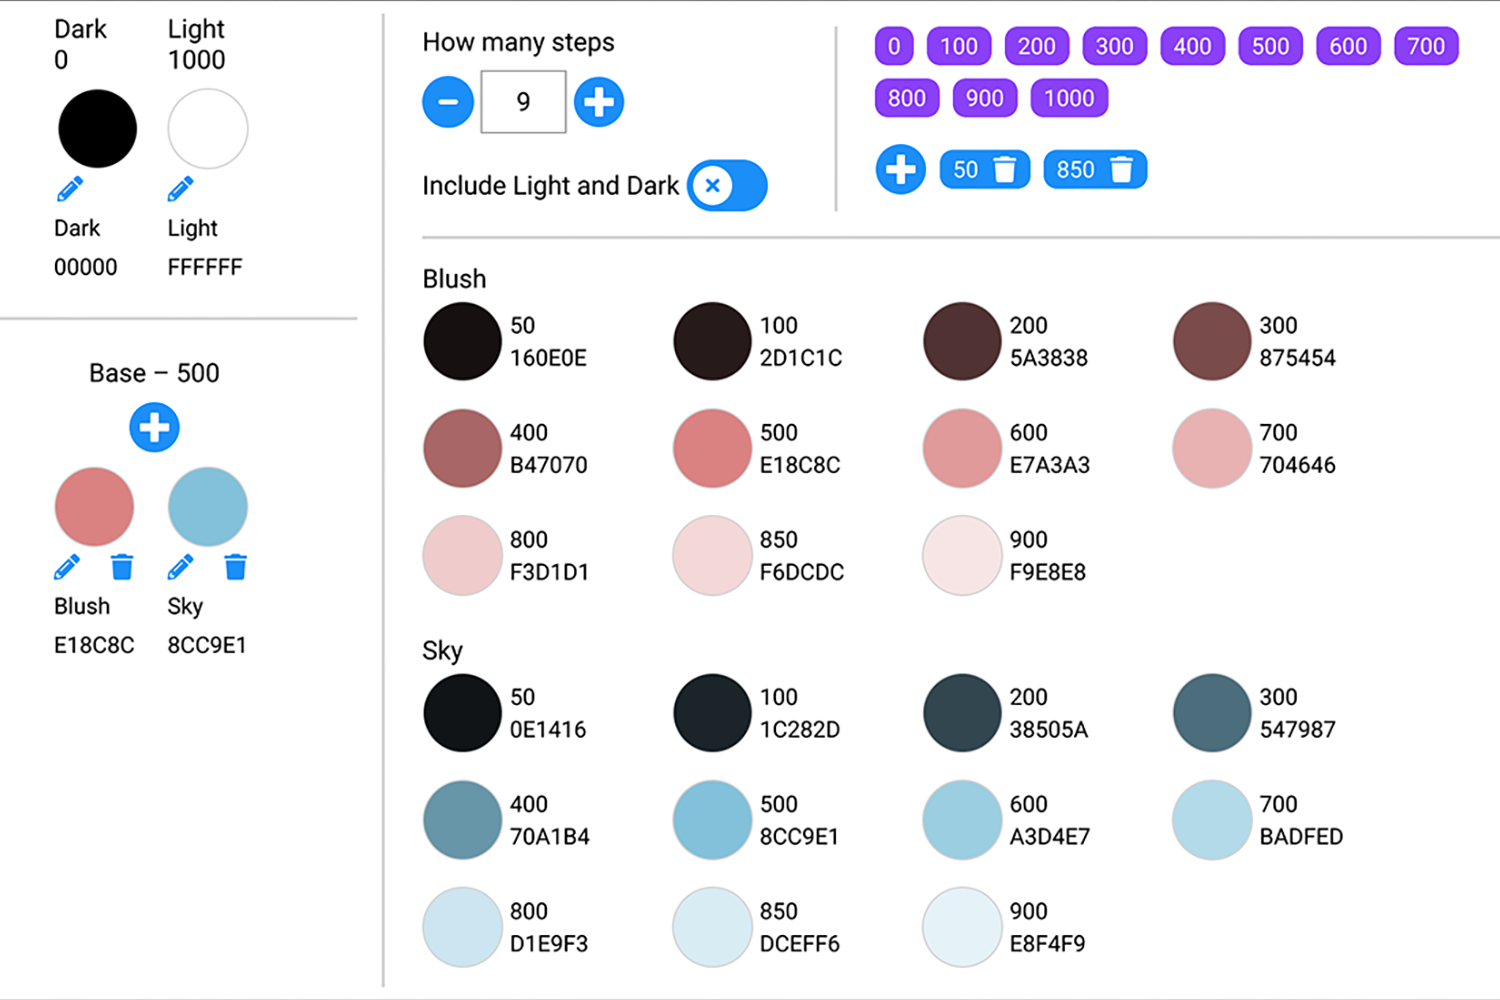 Dark Light
0 1000
Dark Light
00000 FFFFFF
Base – 500
Blush Sky
E18C8C 8CC9E1
How many steps
9
Include Light and Dark
0 100 200 300 400 500 600 700
800 900 1000
50 850
Blush
50 100 200 300
160E0E 2D1C1C 5A3838 875454
400 500 600 700
B47070 E18C8C E7A3A3 704646
800 850 900
F3D1D1 F6DCDC F9E8E8
Sky
50 100 200 300
0E1416 1C282D 38505A 547987
400 500 600 700
70A1B4 8CC9E1 A3D4E7 BADFED
800 850 900
D1E9F3 DCEFF6 E8F4F9